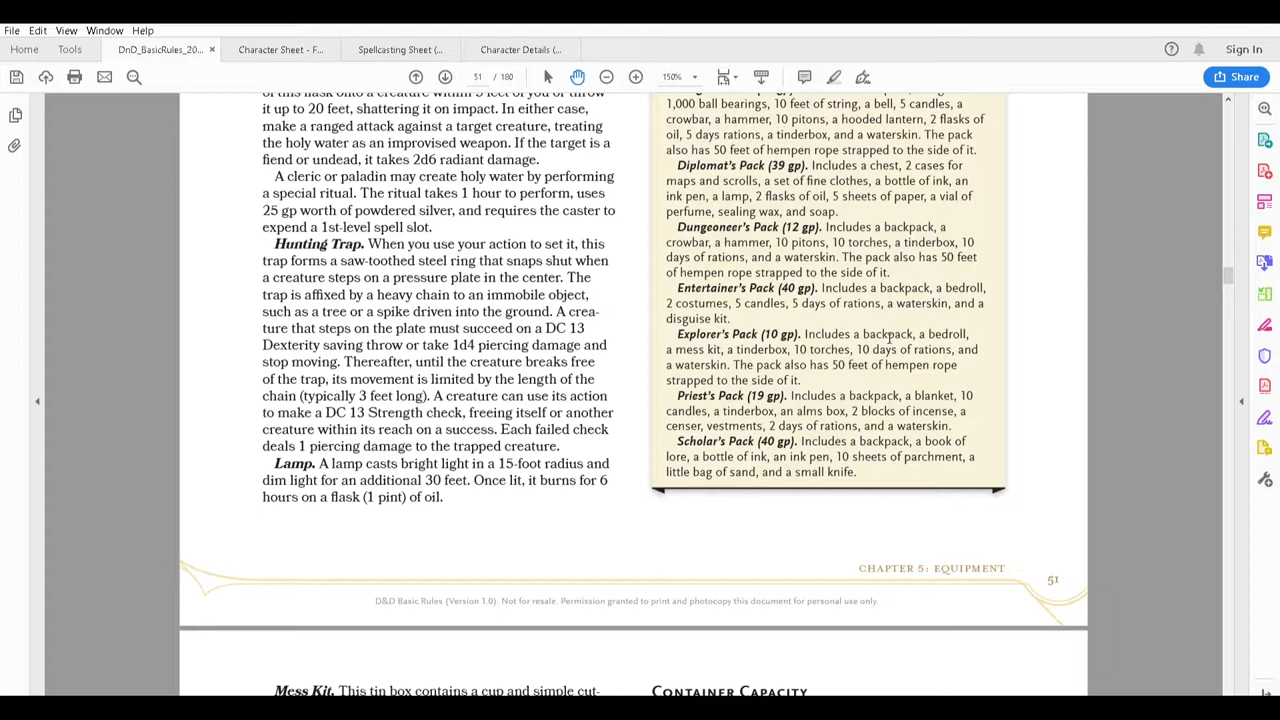 File Edit View Window Help
Home Tools DnD_BasicRules_20... × Character Sheet - F... Spellcasting Sheet (... Character Details (... Sign In
51 / 180 150% Share
of this flask onto a creature within 5 feet of you or throw
it up to 20 feet, shattering it on impact. In either case,
make a ranged attack against a target creature, treating
the holy water as an improvised weapon. If the target is a
fiend or undead, it takes 2d6 radiant damage.
A cleric or paladin may create holy water by performing
a special ritual. The ritual takes 1 hour to perform, uses
25 gp worth of powdered silver, and requires the caster to
expend a 1st-level spell slot.
Hunting Trap. When you use your action to set it, this
trap forms a saw-toothed steel ring that snaps shut when
a creature steps on a pressure plate in the center. The
trap is affixed by a heavy chain to an immobile object,
such as a tree or a spike driven into the ground. A crea-
ture that steps on the plate must succeed on a DC 13
Dexterity saving throw or take 1d4 piercing damage and
stop moving. Thereafter, until the creature breaks free
of the trap, its movement is limited by the length of the
chain (typically 3 feet long). A creature can use its action
to make a DC 13 Strength check, freeing itself or another
creature within its reach on a success. Each failed check
deals 1 piercing damage to the trapped creature.
Lamp. A lamp casts bright light in a 15-foot radius and
dim light for an additional 30 feet. Once lit, it burns for 6
hours on a flask (1 pint) of oil.
1,000 ball bearings, 10 feet of string, a bell, 5 candles, a
crowbar, a hammer, 10 pitons, a hooded lantern, 2 flasks of
oil, 5 days rations, a tinderbox, and a waterskin. The pack
also has 50 feet of hempen rope strapped to the side of it.
Diplomat's Pack (39 gp). Includes a chest, 2 cases for
maps and scrolls, a set of fine clothes, a bottle of ink, an
ink pen, a lamp, 2 flasks of oil, 5 sheets of paper, a vial of
perfume, sealing wax, and soap.
Dungeoneer's Pack (12 gp). Includes a backpack, a
crowbar, a hammer, 10 pitons, 10 torches, a tinderbox, 10
days of rations, and a waterskin. The pack also has 50 feet
of hempen rope strapped to the side of it.
Entertainer's Pack (40 gp). Includes a backpack, a bedroll,
2 costumes, 5 candles, 5 days of rations, a waterskin, and a
disguise kit.
Explorer's Pack (10 gp). Includes a backpack, a bedroll,
a mess kit, a tinderbox, 10 torches, 10 days of rations, and
a waterskin. The pack also has 50 feet of hempen rope
strapped to the side of it.
Priest's Pack (19 gp). Includes a backpack, a blanket, 10
candles, a tinderbox, an alms box, 2 blocks of incense, a
censer, vestments, 2 days of rations, and a waterskin.
Scholar's Pack (40 gp). Includes a backpack, a book of
lore, a bottle of ink, an ink pen, 10 sheets of parchment, a
little bag of sand, and a small knife.
CHAPTER 5: EQUIPMENT
51
D&D Basic Rules (Version 1.0). Not for resale. Permission granted to print and photocopy this document for personal use only.
Mess Kit. This tin box contains a cup and simple cut-
CONTAINER CAPACITY